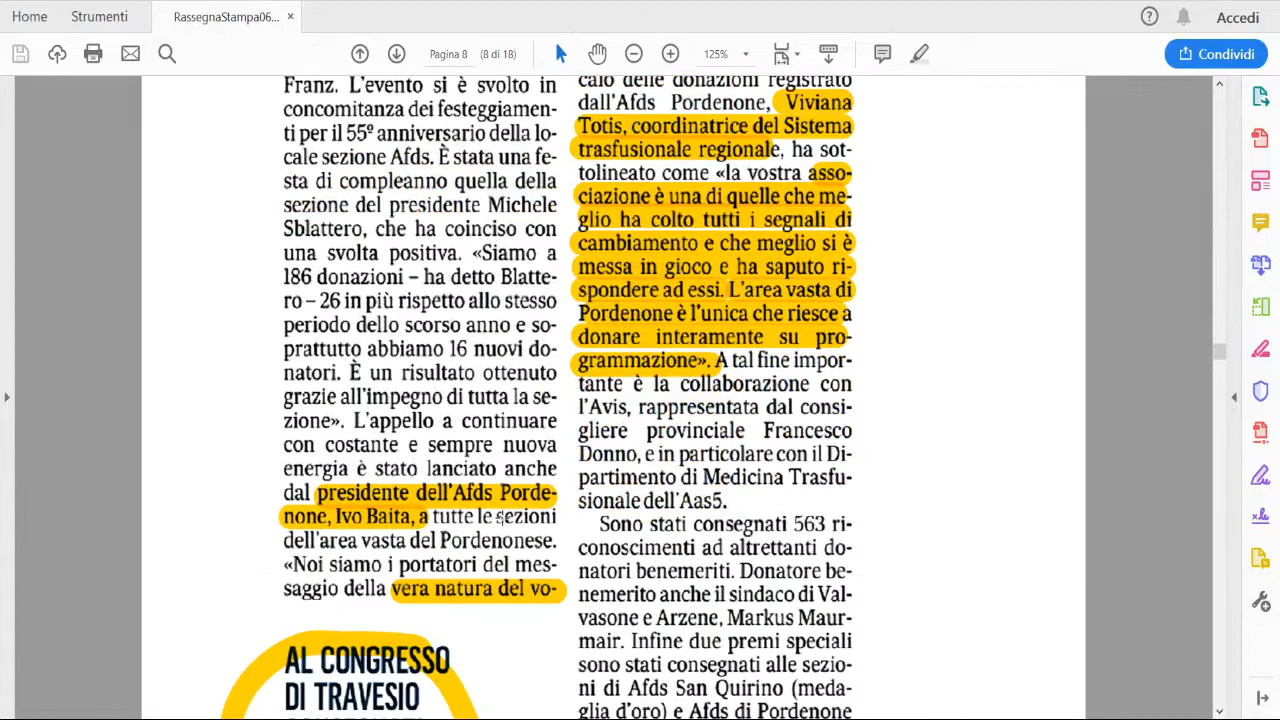 Home Strumenti RassegnaStampa06... × Accedi
Pagina 8 (8 di 18) 125% Condividi
Franz. L'evento si è svolto in
concomitanza dei festeggiamen-
ti per il 55º anniversario della lo-
cale sezione Afds. È stata una fe-
sta di compleanno quella della
sezione del presidente Michele
Sblattero, che ha coinciso con
una svolta positiva. «Siamo a
186 donazioni – ha detto Blatte-
ro – 26 in più rispetto allo stesso
periodo dello scorso anno e so-
prattutto abbiamo 16 nuovi do-
natori. È un risultato ottenuto
grazie all'impegno di tutta la se-
zione». L'appello a continuare
con costante e sempre nuova
energia è stato lanciato anche
dal presidente dell'Afds Porde-
none, Ivo Baita, a tutte le sezioni
dell'area vasta del Pordenonese.
«Noi siamo i portatori del mes-
saggio della vera natura del vo-
AL CONGRESSO
DI TRAVESIO
calo delle donazioni registrato
dall'Afds Pordenone, Viviana
Totis, coordinatrice del Sistema
trasfusionale regionale, ha sot-
tolineato come «la vostra asso-
ciazione è una di quelle che me-
glio ha colto tutti i segnali di
cambiamento e che meglio si è
messa in gioco e ha saputo ri-
spondere ad essi. L'area vasta di
Pordenone è l'unica che riesce a
donare interamente su pro-
grammazione». A tal fine impor-
tante è la collaborazione con
l'Avis, rappresentata dal consi-
gliere provinciale Francesco
Donno, e in particolare con il Di-
partimento di Medicina Trasfu-
sionale dell'Aas5.
Sono stati consegnati 563 ri-
conoscimenti ad altrettanti do-
natori benemeriti. Donatore be-
nemerito anche il sindaco di Val-
vasone e Arzene, Markus Maur-
mair. Infine due premi speciali
sono stati consegnati alle sezio-
ni di Afds San Quirino (meda-
glia d'oro) e Afds di Pordenone